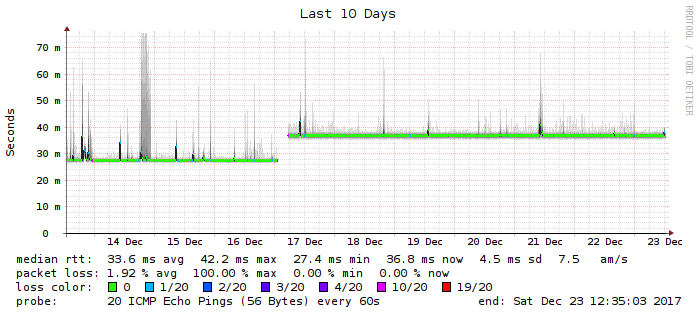 Last 10 Days
RRDTOOL / TOBI OETIKER
Seconds
70 m
60 m
50 m
40 m
30 m
20 m
10 m
0
14 Dec 15 Dec 16 Dec 17 Dec 18 Dec 19 Dec 20 Dec 21 Dec 22 Dec 23 Dec
median rtt: 33.6 ms avg 42.2 ms max 27.4 ms min 36.8 ms now 4.5 ms sd 7.5 am/s
packet loss: 1.92 % avg 100.00 % max 0.00 % min 0.00 % now
loss color: 0 1/20 2/20 3/20 4/20 10/20 19/20
probe: 20 ICMP Echo Pings (56 Bytes) every 60s end: Sat Dec 23 12:35:03 2017